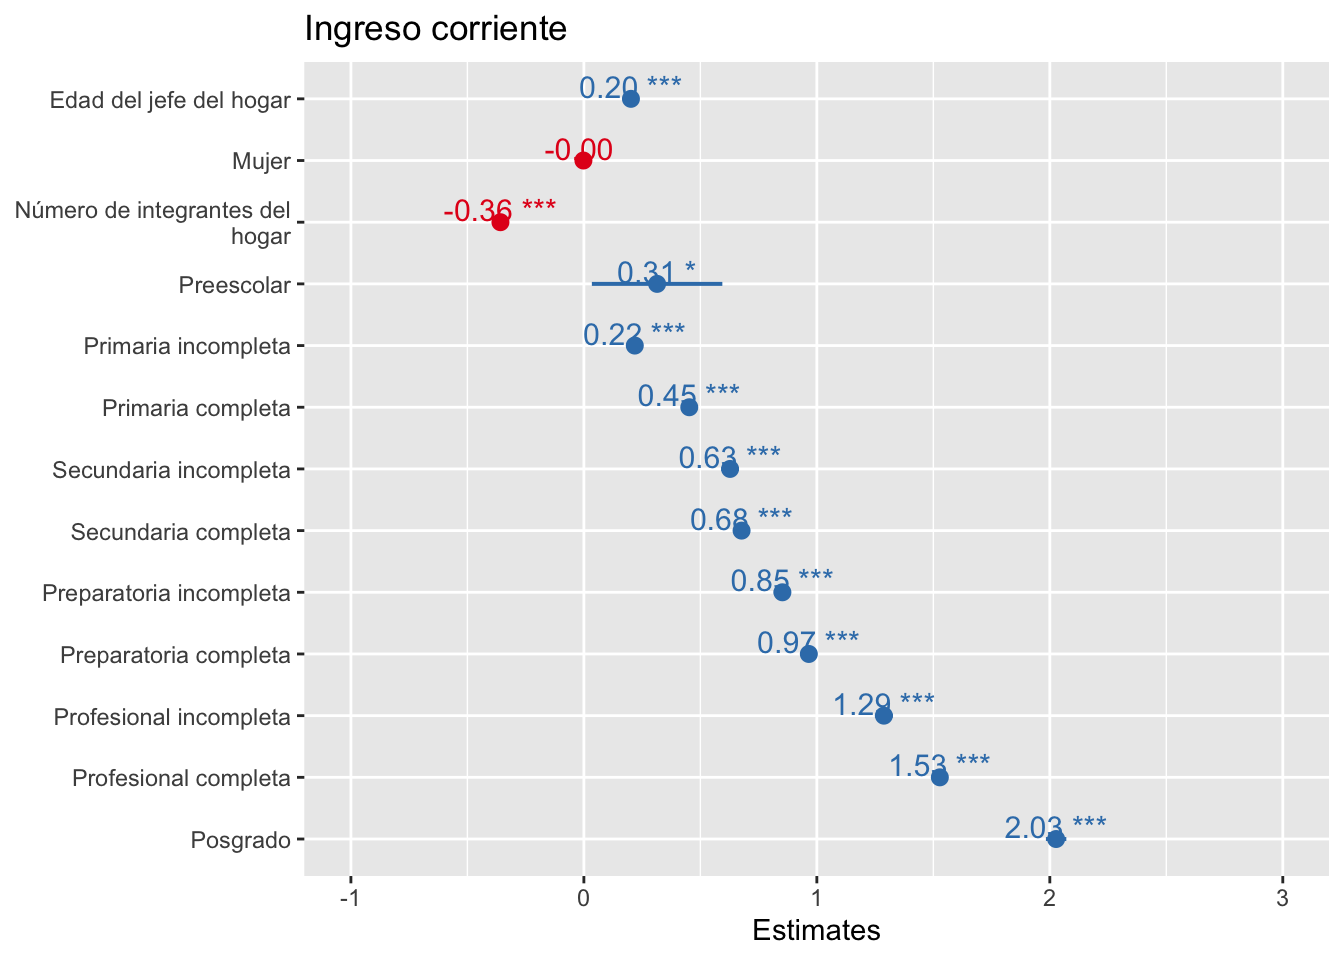 Ingreso corriente
Edad del jefe del hogar
0.20 ***
Mujer
-0.00
Número de integrantes del
hogar
-0.36 ***
Preescolar
0.31 *
Primaria incompleta
0.22 ***
Primaria completa
0.45 ***
Secundaria incompleta
0.63 ***
Secundaria completa
0.68 ***
Preparatoria incompleta
0.85 ***
Preparatoria completa
0.97 ***
Profesional incompleta
1.29 ***
Profesional completa
1.53 ***
Posgrado
2.03 ***
-1 0 1 2 3
Estimates